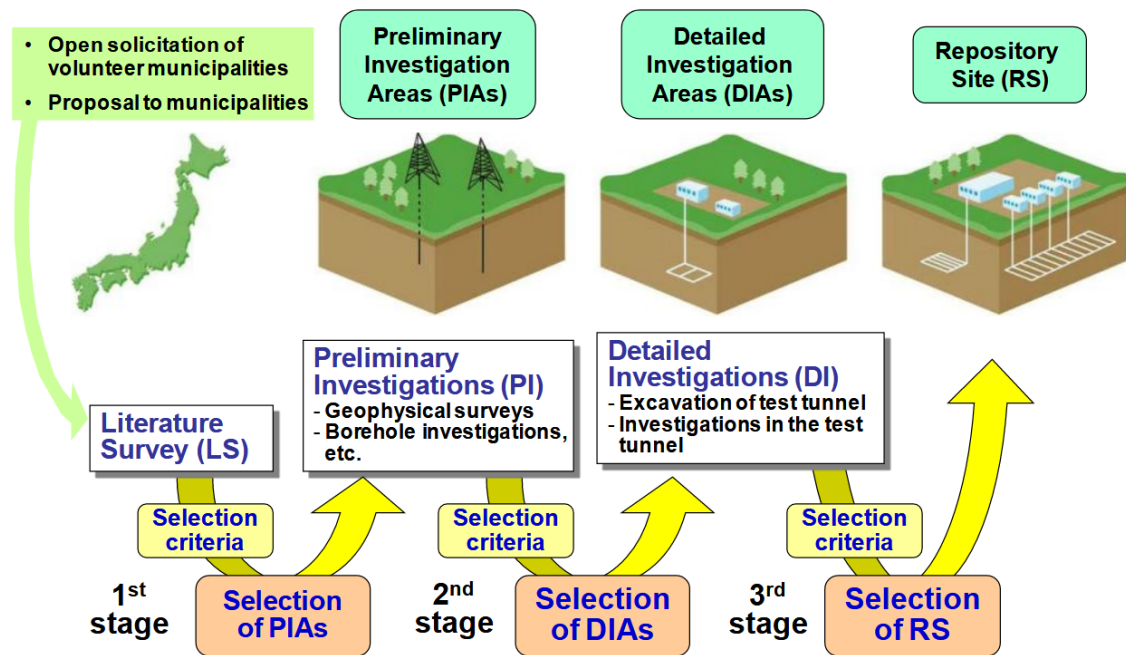 • Open solicitation of
volunteer municipalities
• Proposal to municipalities
Preliminary
Investigation
Areas (PIAs)
Detailed
Investigation
Areas (DIAs)
Repository
Site (RS)
Literature
Survey (LS)
Preliminary
Investigations (PI)
- Geophysical surveys
- Borehole investigations,
etc.
Detailed
Investigations (DI)
- Excavation of test tunnel
- Investigations in the test
tunnel
Selection
criteria
Selection
criteria
Selection
criteria
1st
stage
Selection
of PIAs
2nd
stage
Selection
of DIAs
3rd
stage
Selection
of RS